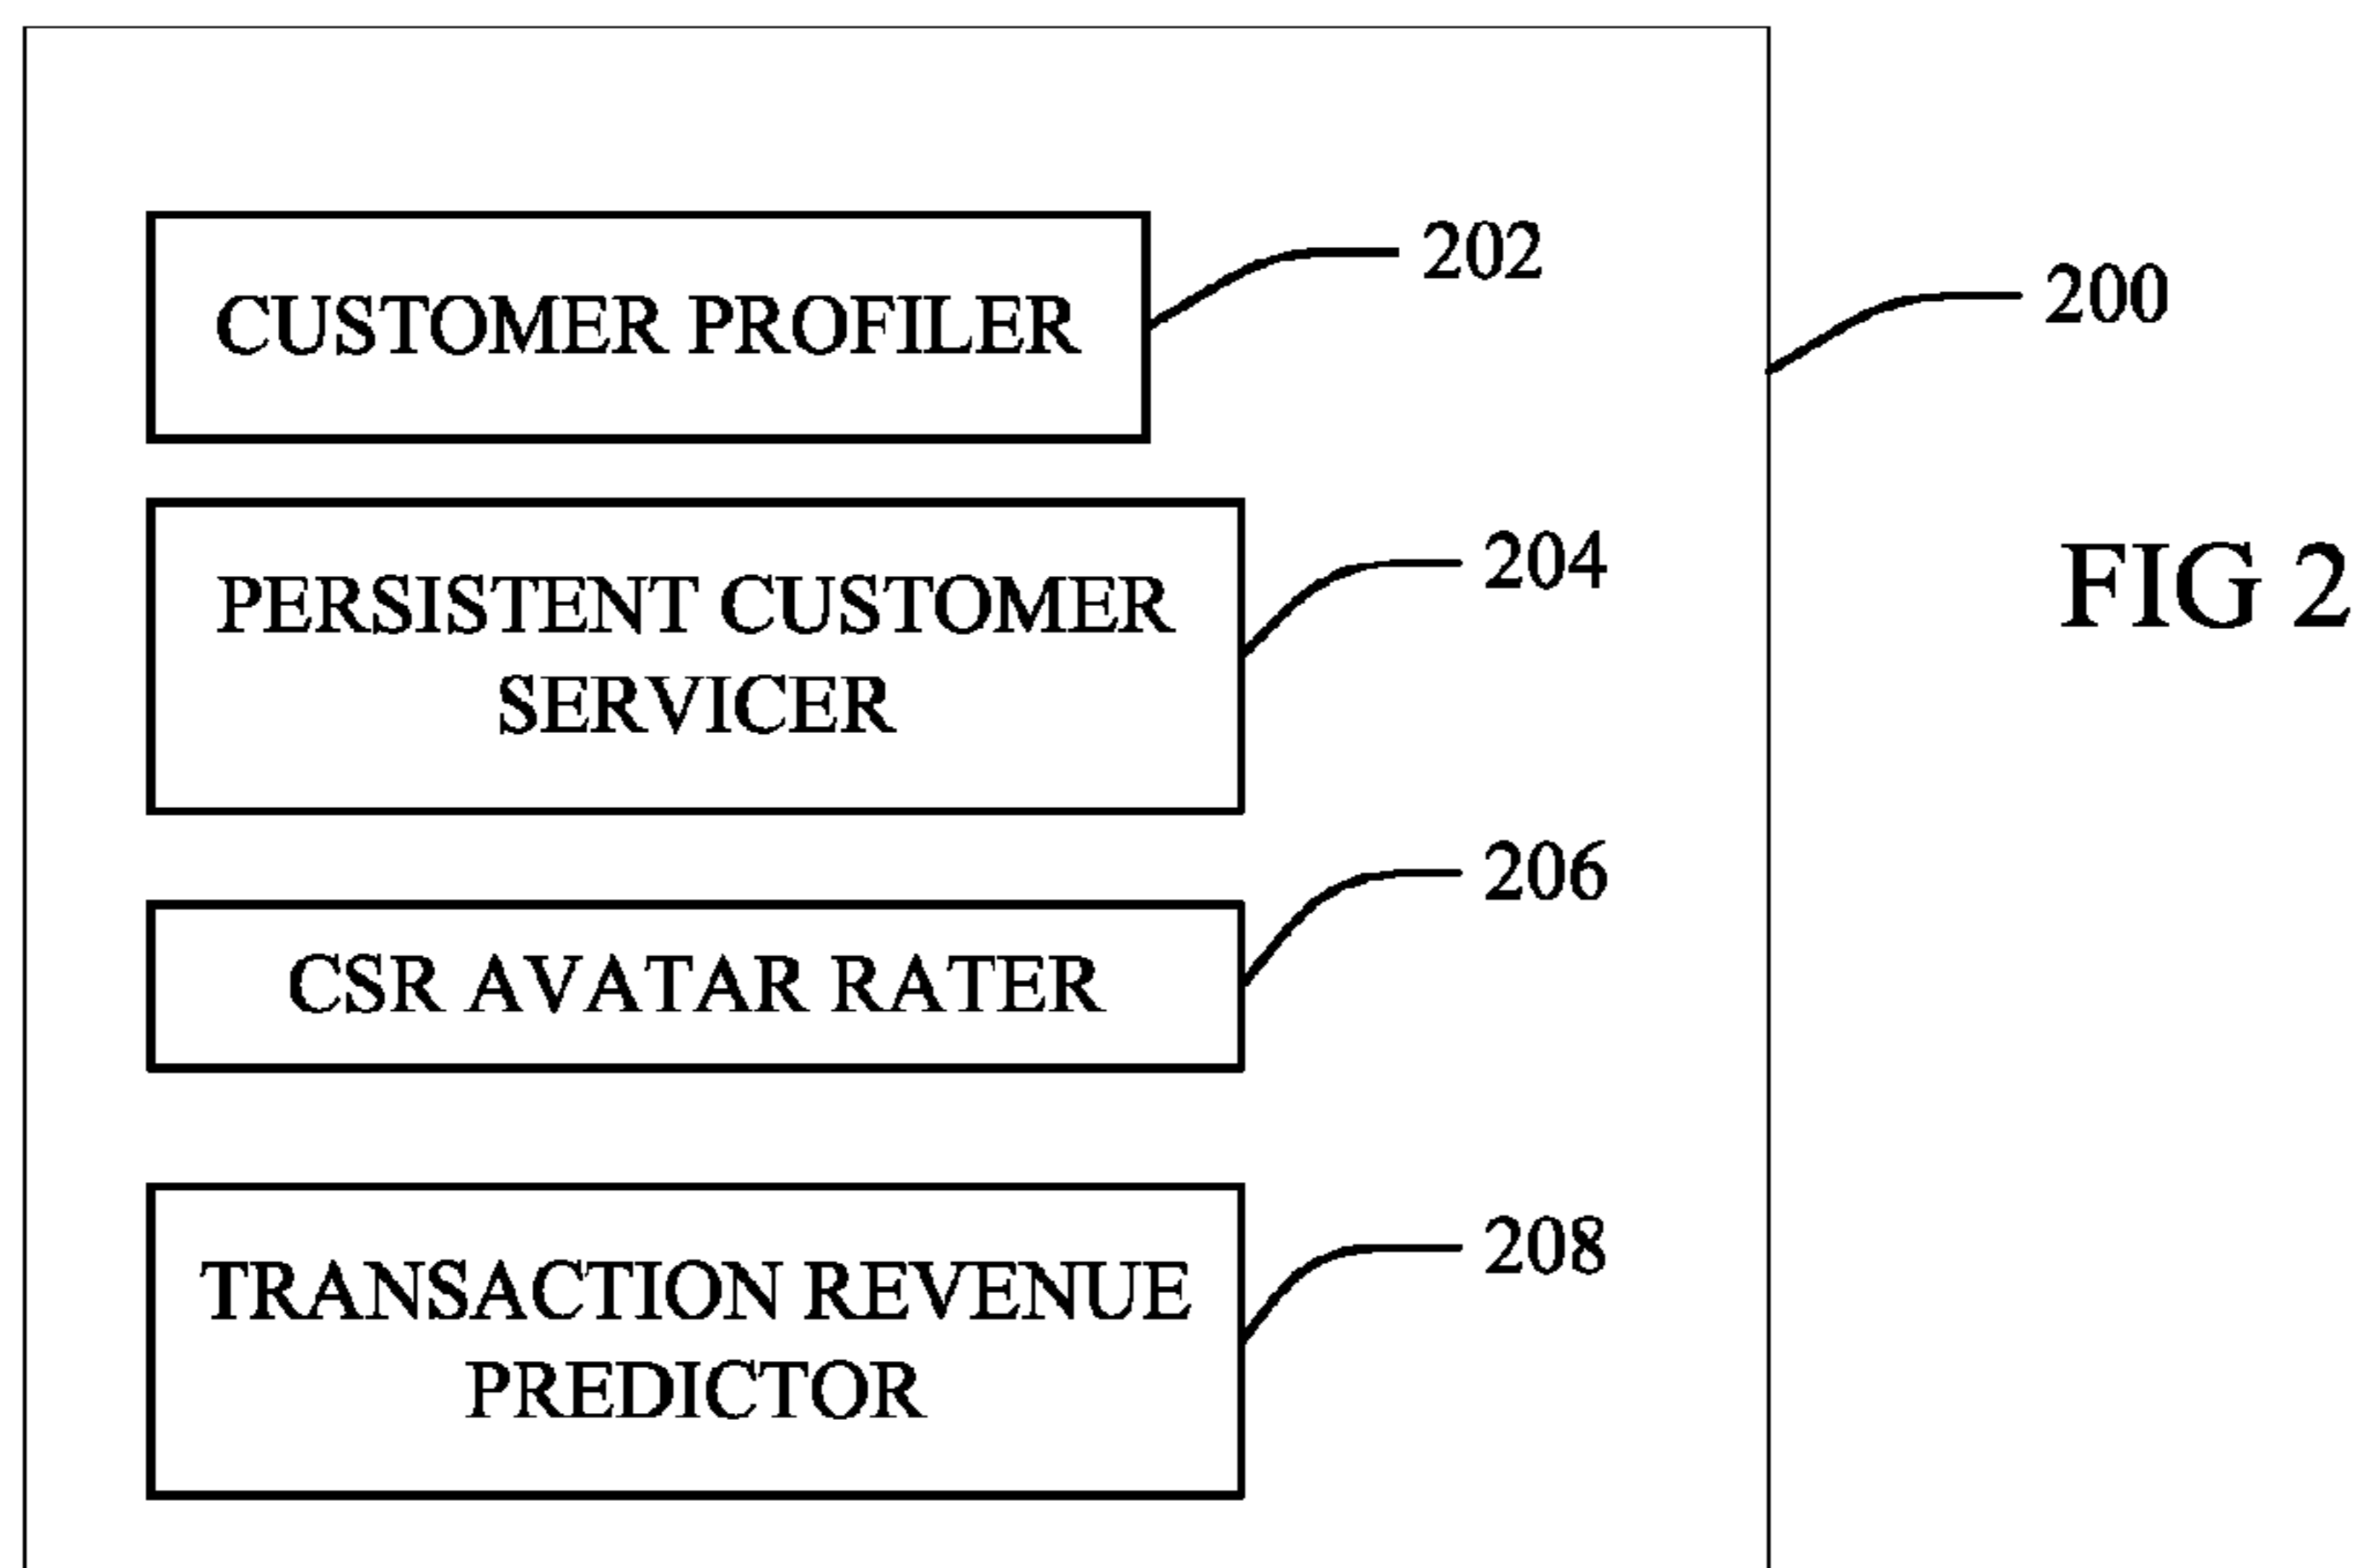 CUSTOMER PROFILER
202
200
PERSISTENT CUSTOMER
SERVICER
204
FIG 2
CSR AVATAR RATER
206
TRANSACTION REVENUE
PREDICTOR
208